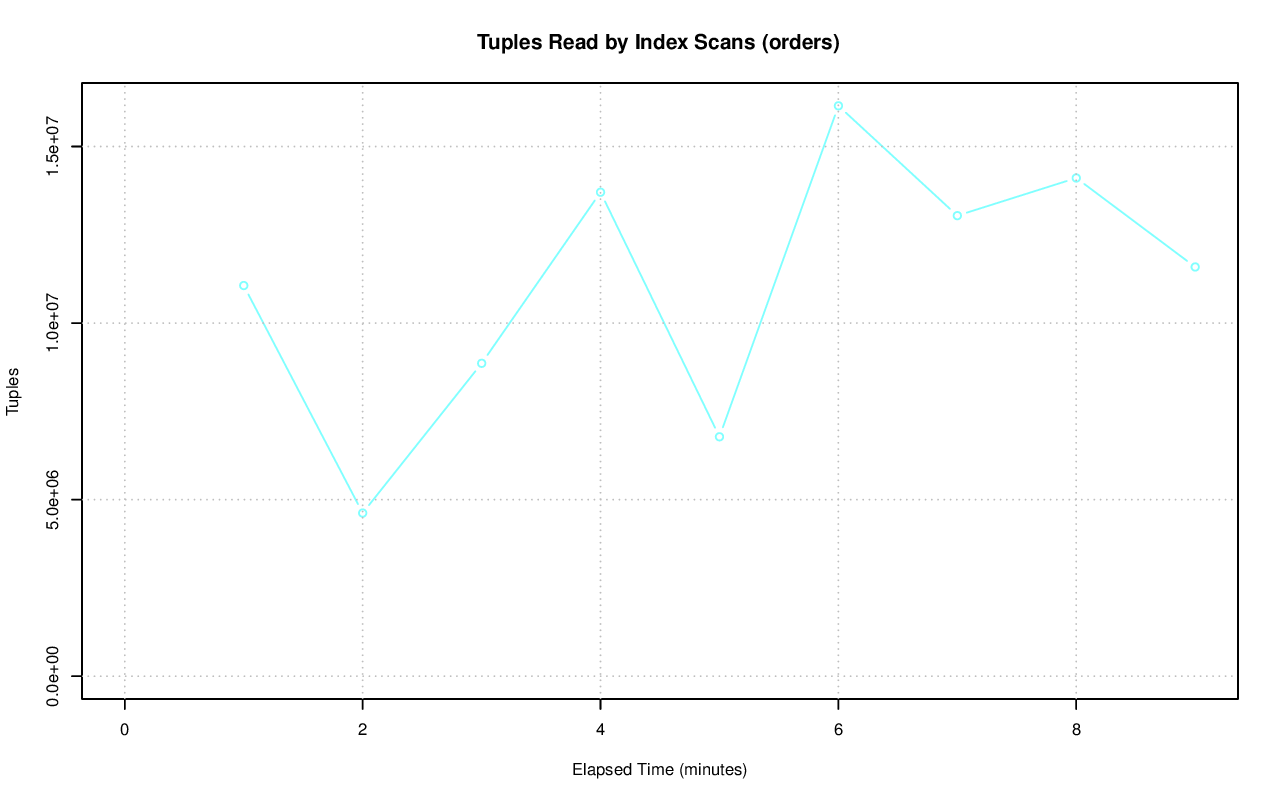 Tuples Read by Index Scans (orders)
1.5e+07
1.0e+07
5.0e+06
0.0e+00
Tuples
0 2 4 6 8
Elapsed Time (minutes)